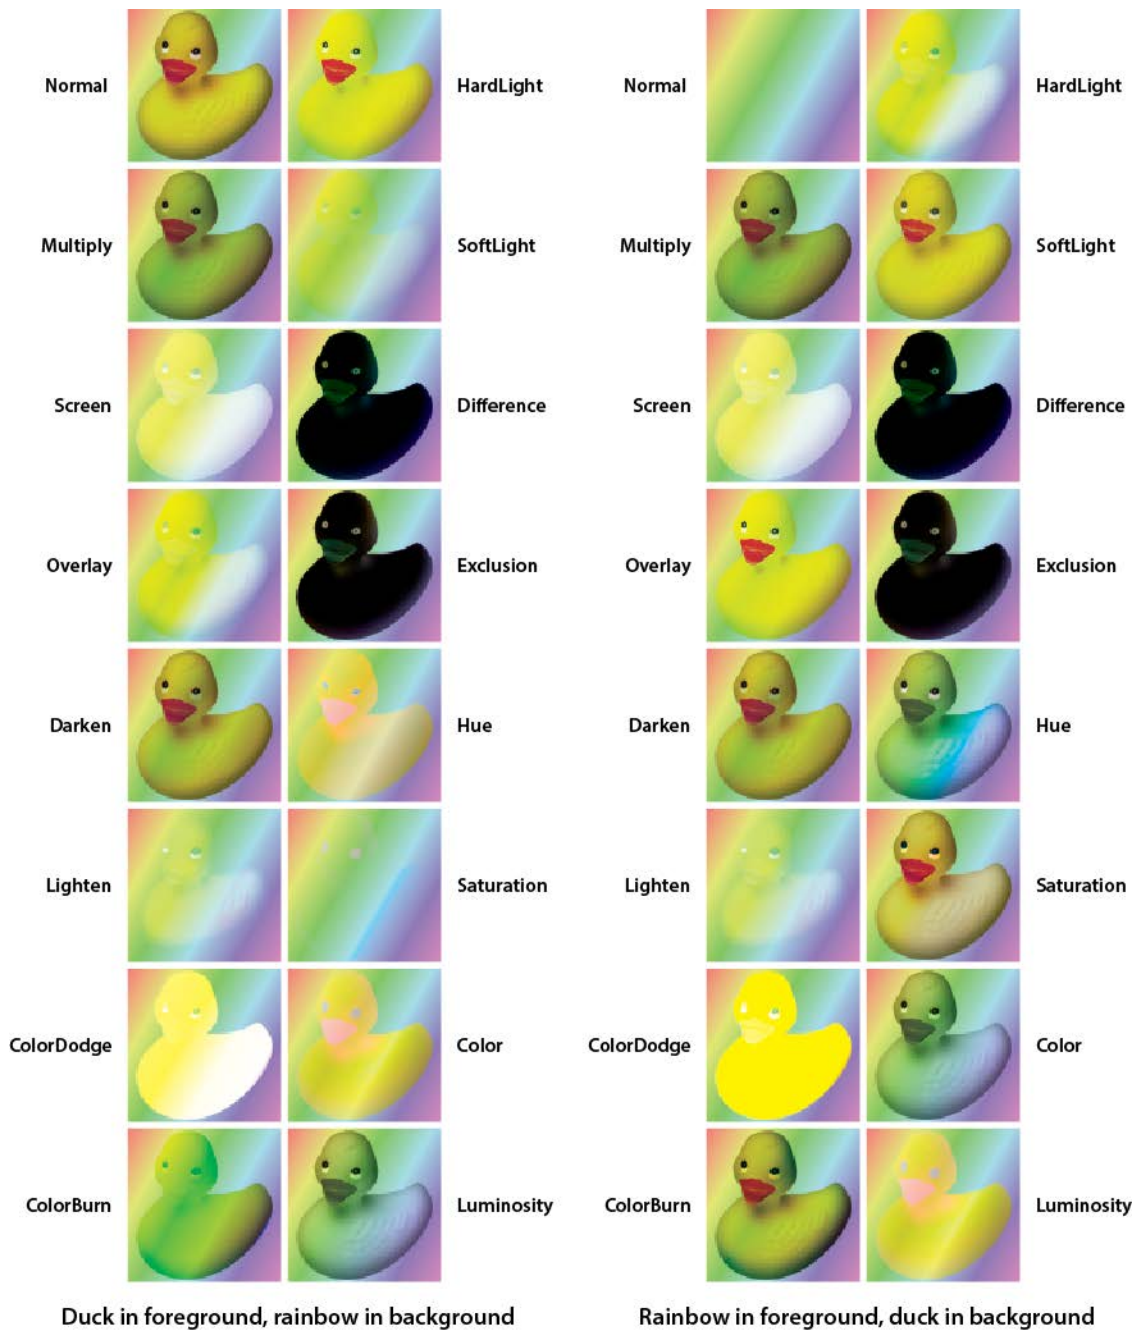 Normal HardLight Normal HardLight
Multiply SoftLight Multiply SoftLight
Screen Difference Screen Difference
Overlay Exclusion Overlay Exclusion
Darken Hue Darken Hue
Lighten Saturation Lighten Saturation
ColorDodge Color ColorDodge Color
ColorBurn Luminosity ColorBurn Luminosity
Duck in foreground, rainbow in background Rainbow in foreground, duck in background